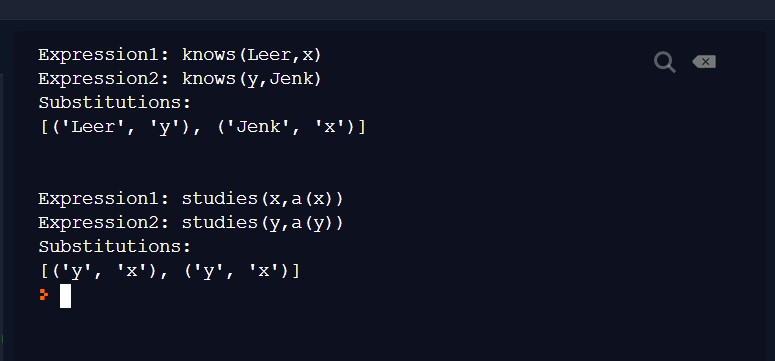 Expression1: knows(Leer,x)
Expression2: knows(y,Jenk)
Substitutions:
[('Leer', 'y'), ('Jenk', 'x')]
Expression1: studies(x,a(x))
Expression2: studies(y,a(y))
Substitutions:
[('y', 'x'), ('y', 'x')]